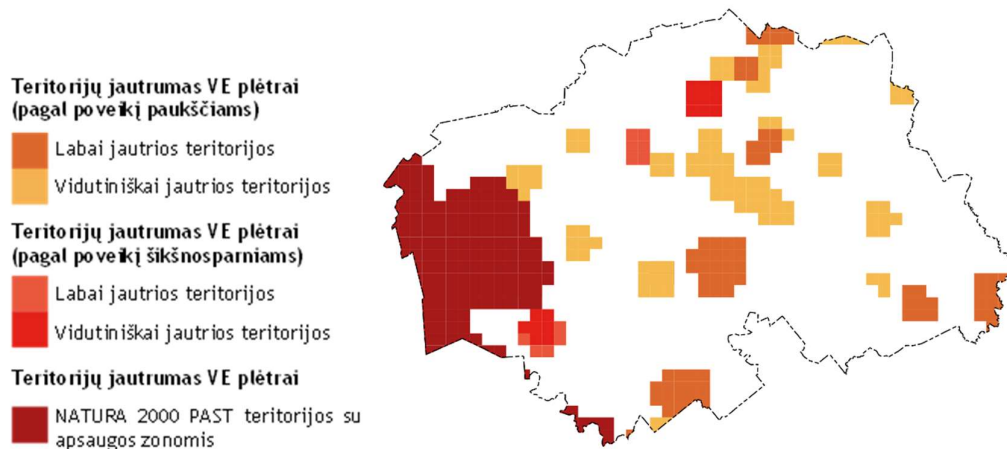 Teritorijų jautrumas VE plėtrai
(pagal poveikį paukščiams)
Labai jautrios teritorijos
Vidutiniškai jautrios teritorijos
Teritorijų jautrumas VE plėtrai
(pagal poveikį šikšnosparniams)
Labai jautrios teritorijos
Vidutiniškai jautrios teritorijos
Teritorijų jautrumas VE plėtrai
NATURA 2000 PAST teritorijos su
apsaugos zonomis